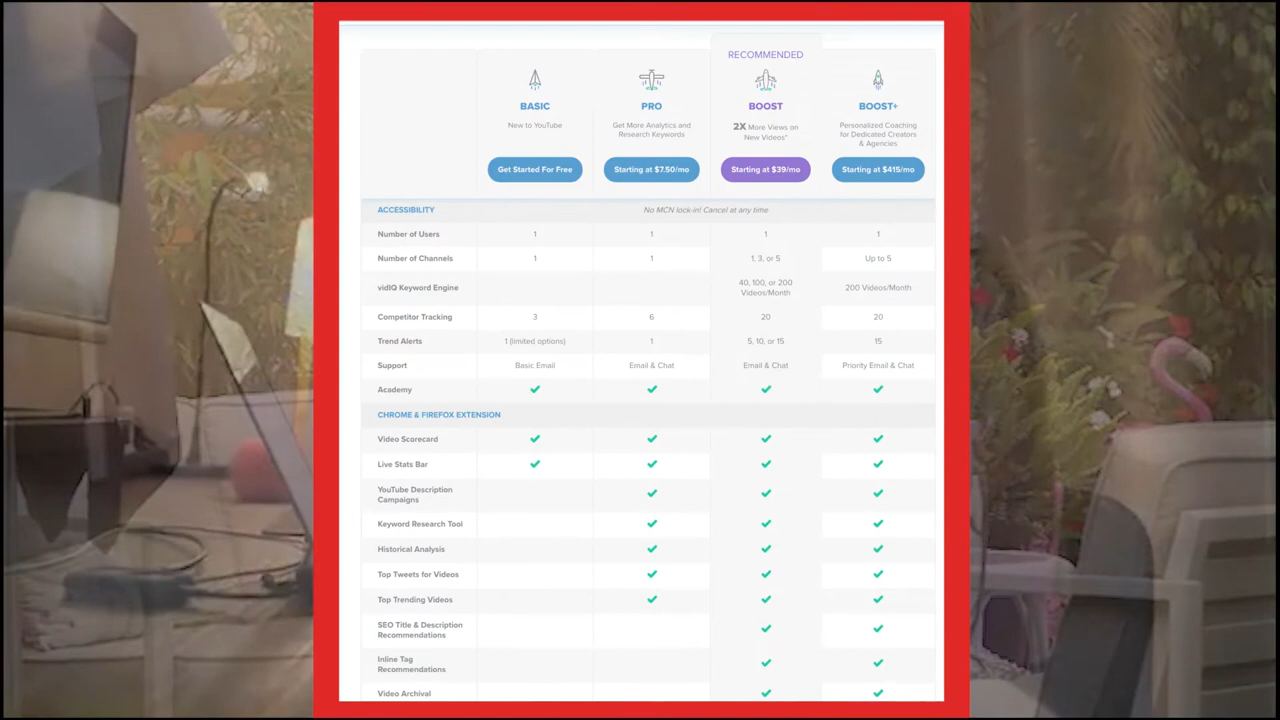 RECOMMENDED
BASIC PRO BOOST BOOST+
New to YouTube
Get More Analytics and
Research Keywords
2X More Views on
New Videos*
Personalized Coaching
for Dedicated Creators
& Agencies
Get Started For Free Starting at $7.50/mo Starting at $39/mo Starting at $415/mo
ACCESSIBILITY No MCN lock-in! Cancel at any time
Number of Users 1 1 1 1
Number of Channels 1 1 1, 3, or 5 Up to 5
vidIQ Keyword Engine 40, 100, or 200
Videos/Month 200 Videos/Month
Competitor Tracking 3 6 20 20
Trend Alerts 1 (limited options) 1 5, 10, or 15 15
Support Basic Email Email & Chat Email & Chat Priority Email & Chat
Academy
CHROME & FIREFOX EXTENSION
Video Scorecard
Live Stats Bar
YouTube Description
Campaigns
Keyword Research Tool
Historical Analysis
Top Tweets for Videos
Top Trending Videos
SEO Title & Description
Recommendations
Inline Tag
Recommendations
Video Archival